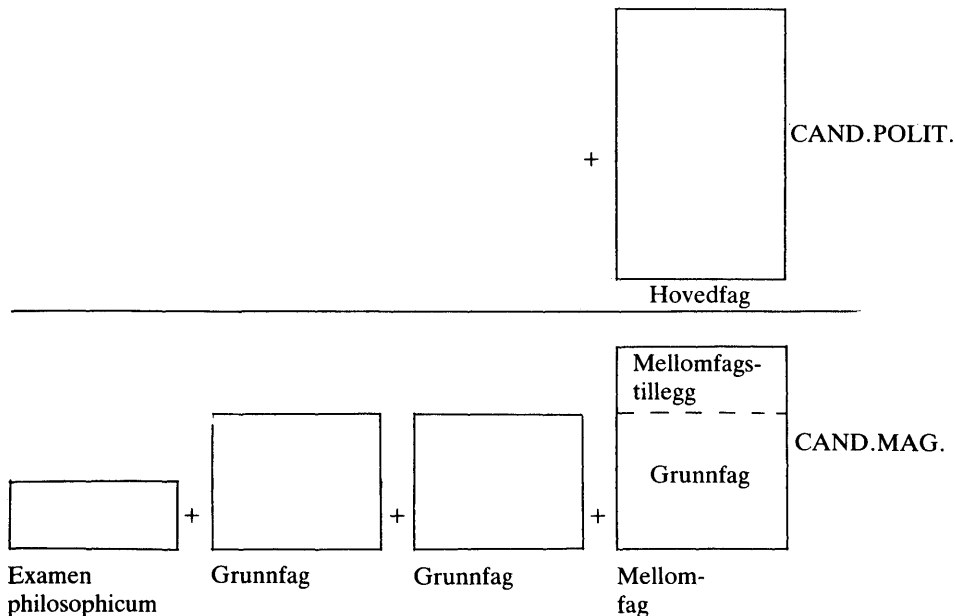 +
CAND.POLIT.
Hovedfag
Mellomfags-
tillegg
CAND.MAG.
Grunnfag
+
+
+
Examen
philosophicum
Grunnfag
Grunnfag
Mellom-
fag